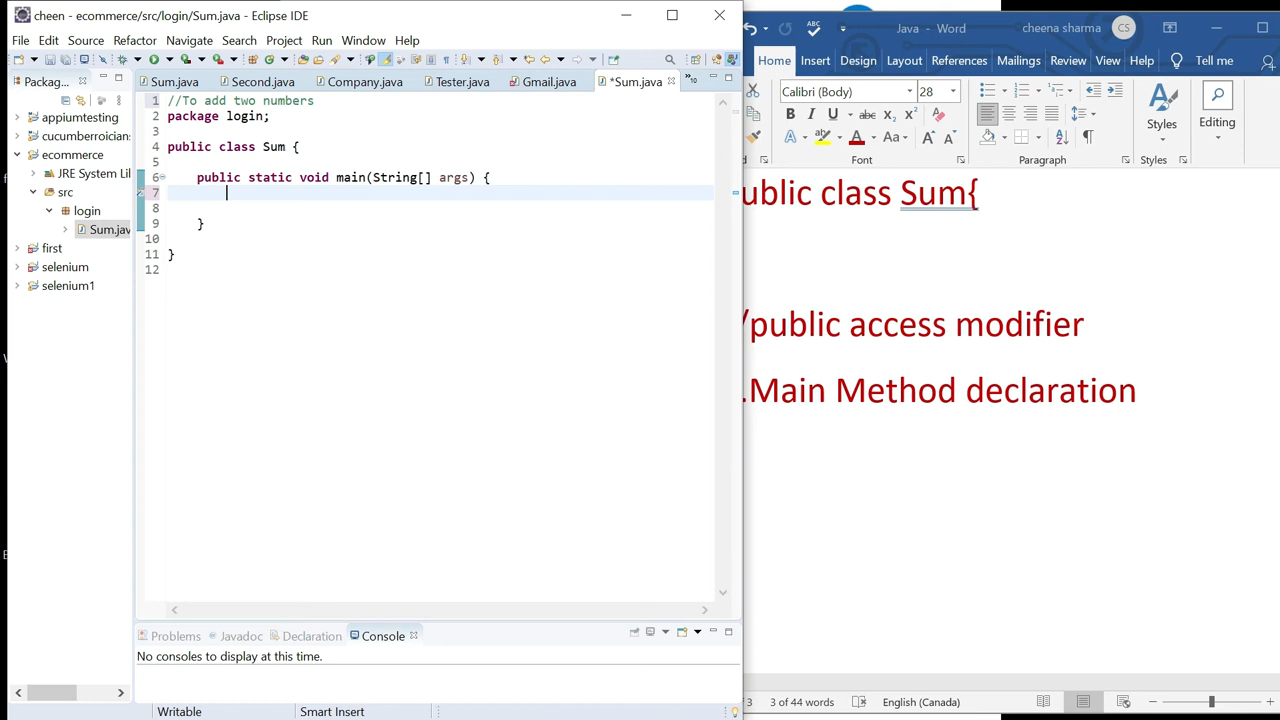 cheen - ecommerce/src/login/Sum.java - Eclipse IDE
File Edit Source Refactor Navigate Search Project Run Window Help
Packag...
Sum.java
Second.java
Company.java
Tester.java
Gmail.java
*Sum.java
appiumtesting
cucumberroician
ecommerce
JRE System Li
src
login
Sum.jav
first
selenium
selenium1
1 //To add two numbers
2 package login;
3
4 public class Sum {
5
6 public static void main(String[] args) {
7
8
9 }
10
11 }
12
Problems Javadoc Declaration Console
No consoles to display at this time.
Writable Smart Insert
Java - Word cheena sharma CS
Home Insert Design Layout References Mailings Review View Help Tell me
Calibri (Body) 28
B I U abc
A Aa A A
Styles
Editing
Font Paragraph Styles
ublic class Sum{
/public access modifier
.Main Method declaration
3 3 of 44 words English (Canada)